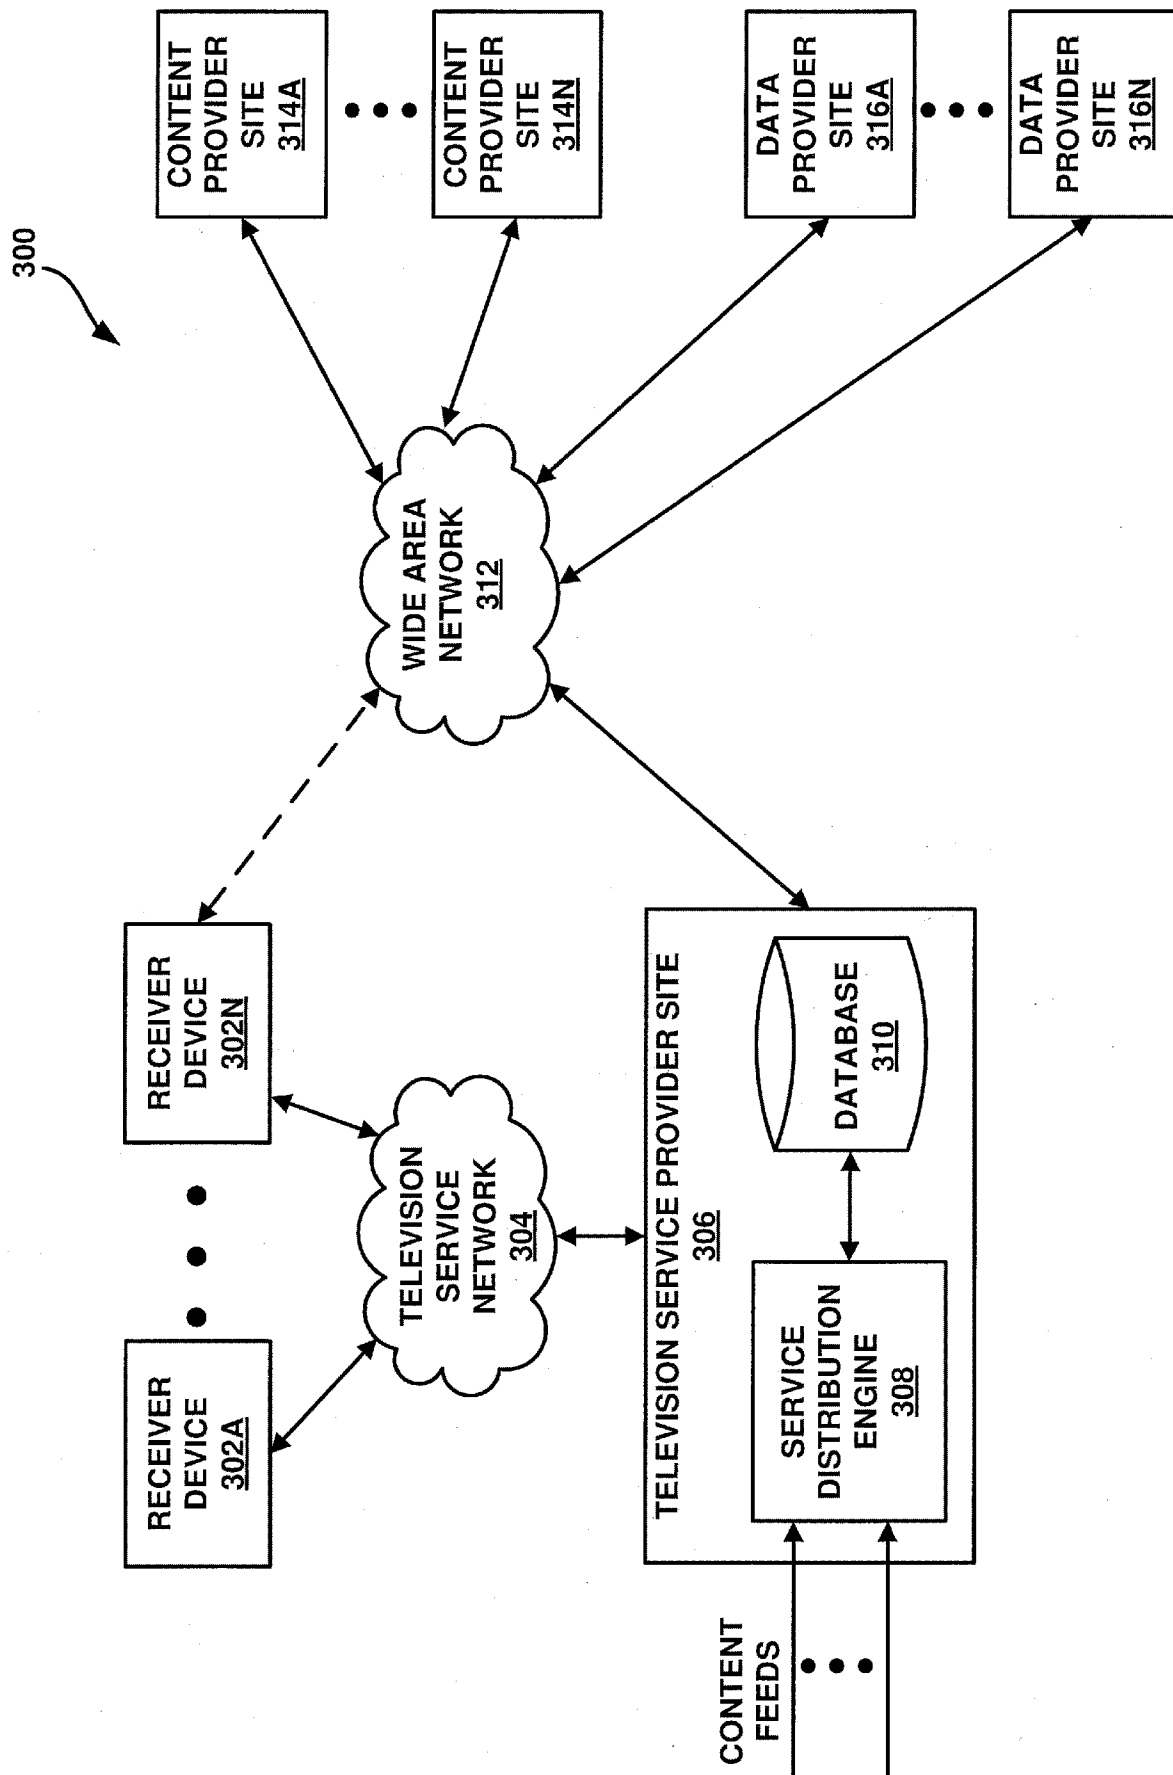 300
RECEIVER
DEVICE
302A
RECEIVER
DEVICE
302N
CONTENT
PROVIDER
SITE
314A
CONTENT
PROVIDER
SITE
314N
TELEVISION
SERVICE
NETWORK
304
WIDE AREA
NETWORK
312
DATA
PROVIDER
SITE
316A
DATA
PROVIDER
SITE
316N
TELEVISION SERVICE PROVIDER SITE
306
CONTENT
FEEDS
SERVICE
DISTRIBUTION
ENGINE
308
DATABASE
310